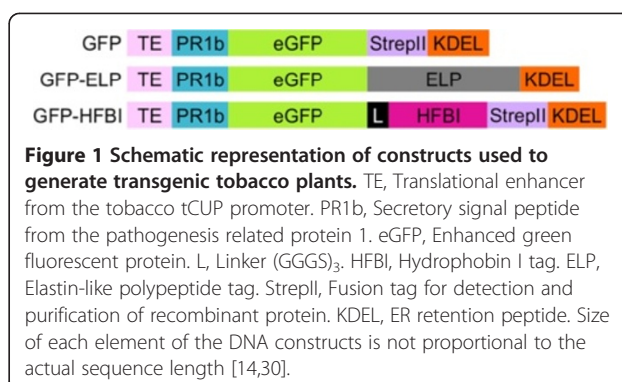 GFP TE PR1b eGFP StrepII KDEL
GFP-ELP TE PR1b eGFP ELP KDEL
GFP-HFBI TE PR1b eGFP L HFBI StrepII KDEL
Figure 1 Schematic representation of constructs used to
generate transgenic tobacco plants. TE, Translational enhancer
from the tobacco tCUP promoter. PR1b, Secretory signal peptide
from the pathogenesis related protein 1. eGFP, Enhanced green
fluorescent protein. L, Linker (GGGS)₃. HFBI, Hydrophobin I tag. ELP,
Elastin-like polypeptide tag. StrepII, Fusion tag for detection and
purification of recombinant protein. KDEL, ER retention peptide. Size
of each element of the DNA constructs is not proportional to the
actual sequence length [14,30].